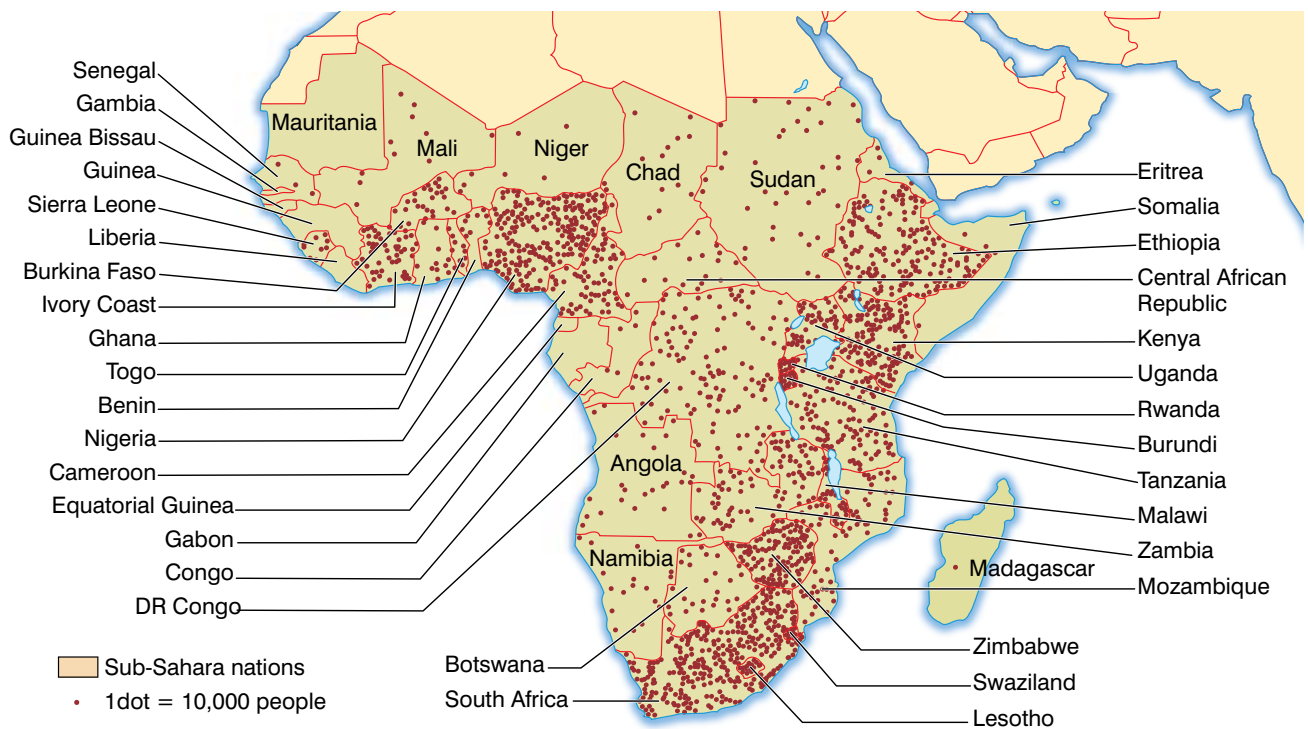 Senegal
Gambia
Guinea Bissau
Guinea
Sierra Leone
Liberia
Burkina Faso
Ivory Coast
Ghana
Togo
Benin
Nigeria
Cameroon
Equatorial Guinea
Gabon
Congo
DR Congo
Mauritania
Mali
Niger
Chad
Sudan
Angola
Namibia
Madagascar
Eritrea
Somalia
Ethiopia
Central African
Republic
Kenya
Uganda
Rwanda
Burundi
Tanzania
Malawi
Zambia
Mozambique
Zimbabwe
Swaziland
Lesotho
Botswana
South Africa
Sub-Sahara nations
1dot = 10,000 people